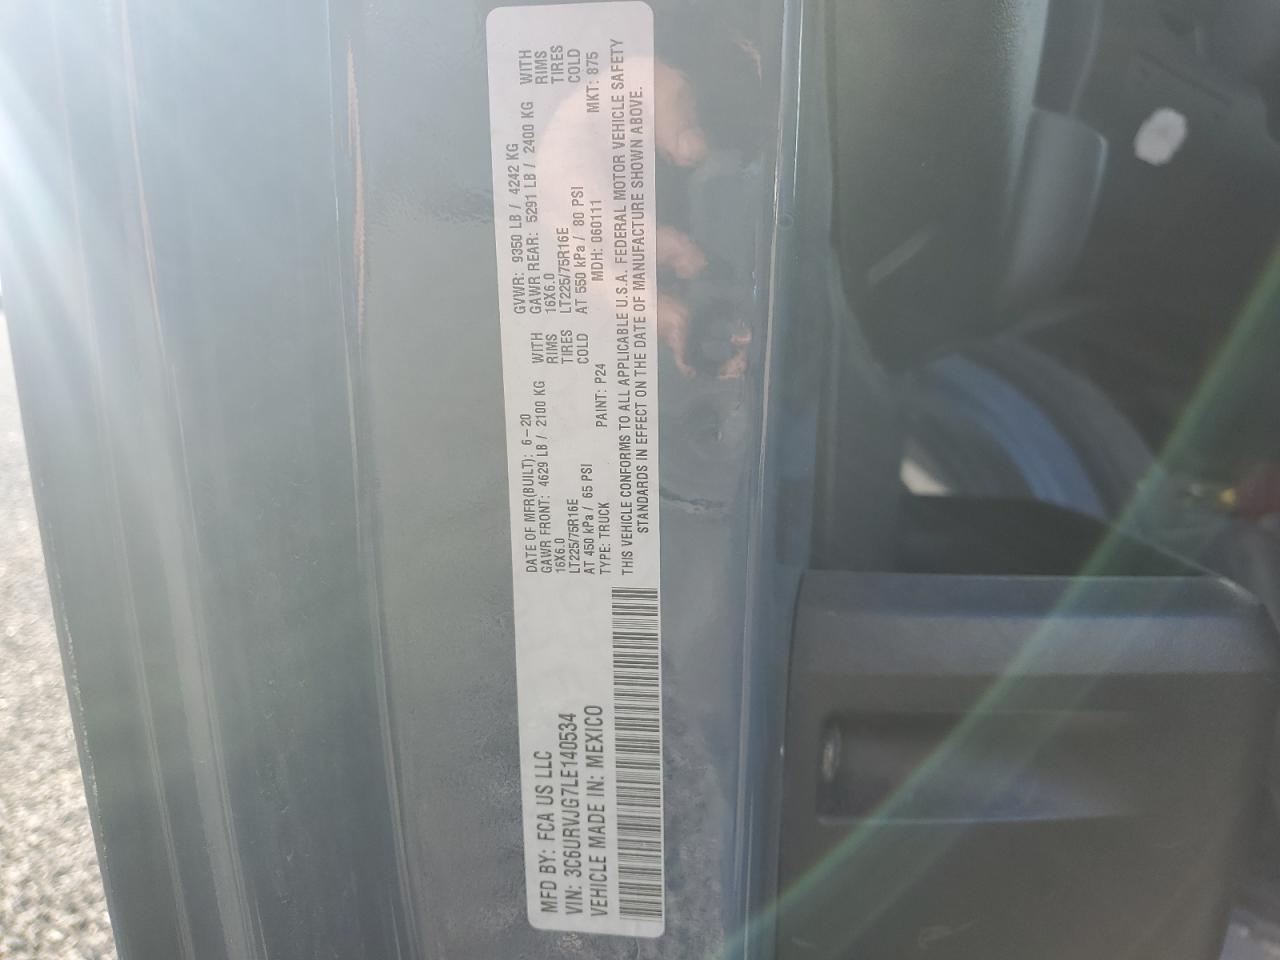 MFD BY: FCA US LLC
VIN: 3C6URVJG7LE140534
VEHICLE MADE IN: MEXICO
DATE OF MFR(BUILT): 6-20
GAWR FRONT: 4629 LB / 2100 KG WITH
16X6.0 RIMS
LT225/75R16E TIRES
AT 450 kPa / 65 PSI COLD
GVWR: 9350 LB / 4242 KG
GAWR REAR: 5291 LB / 2400 KG WITH
16X6.0 RIMS
LT225/75R16E TIRES
AT 550 kPa / 80 PSI COLD
TYPE: TRUCK PAINT: P24 MDH: 060111 MKT: 875
THIS VEHICLE CONFORMS TO ALL APPLICABLE U.S.A. FEDERAL MOTOR VEHICLE SAFETY
STANDARDS IN EFFECT ON THE DATE OF MANUFACTURE SHOWN ABOVE.